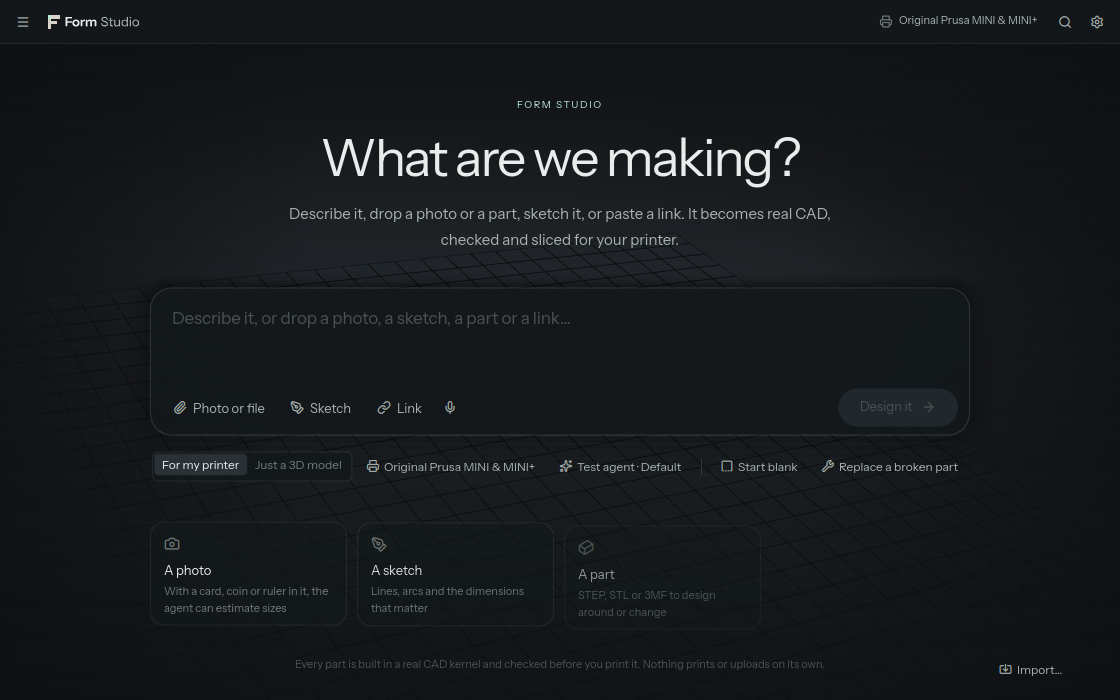 Form Studio
Original Prusa MINI & MINI+
FORM STUDIO
What are we making?
Describe it, drop a photo or a part, sketch it, or paste a link. It becomes real CAD,
checked and sliced for your printer.
Describe it, or drop a photo, a sketch, a part or a link...
Photo or file
Sketch
Link
Design it
For my printer
Just a 3D model
Original Prusa MINI & MINI+
Test agent · Default
Start blank
Replace a broken part
A photo
With a card, coin or ruler in it, the
agent can estimate sizes
A sketch
Lines, arcs and the dimensions
that matter
A part
STEP, STL or 3MF to design
around or change
Every part is built in a real CAD kernel and checked before you print it. Nothing prints or uploads on its own.
Import...